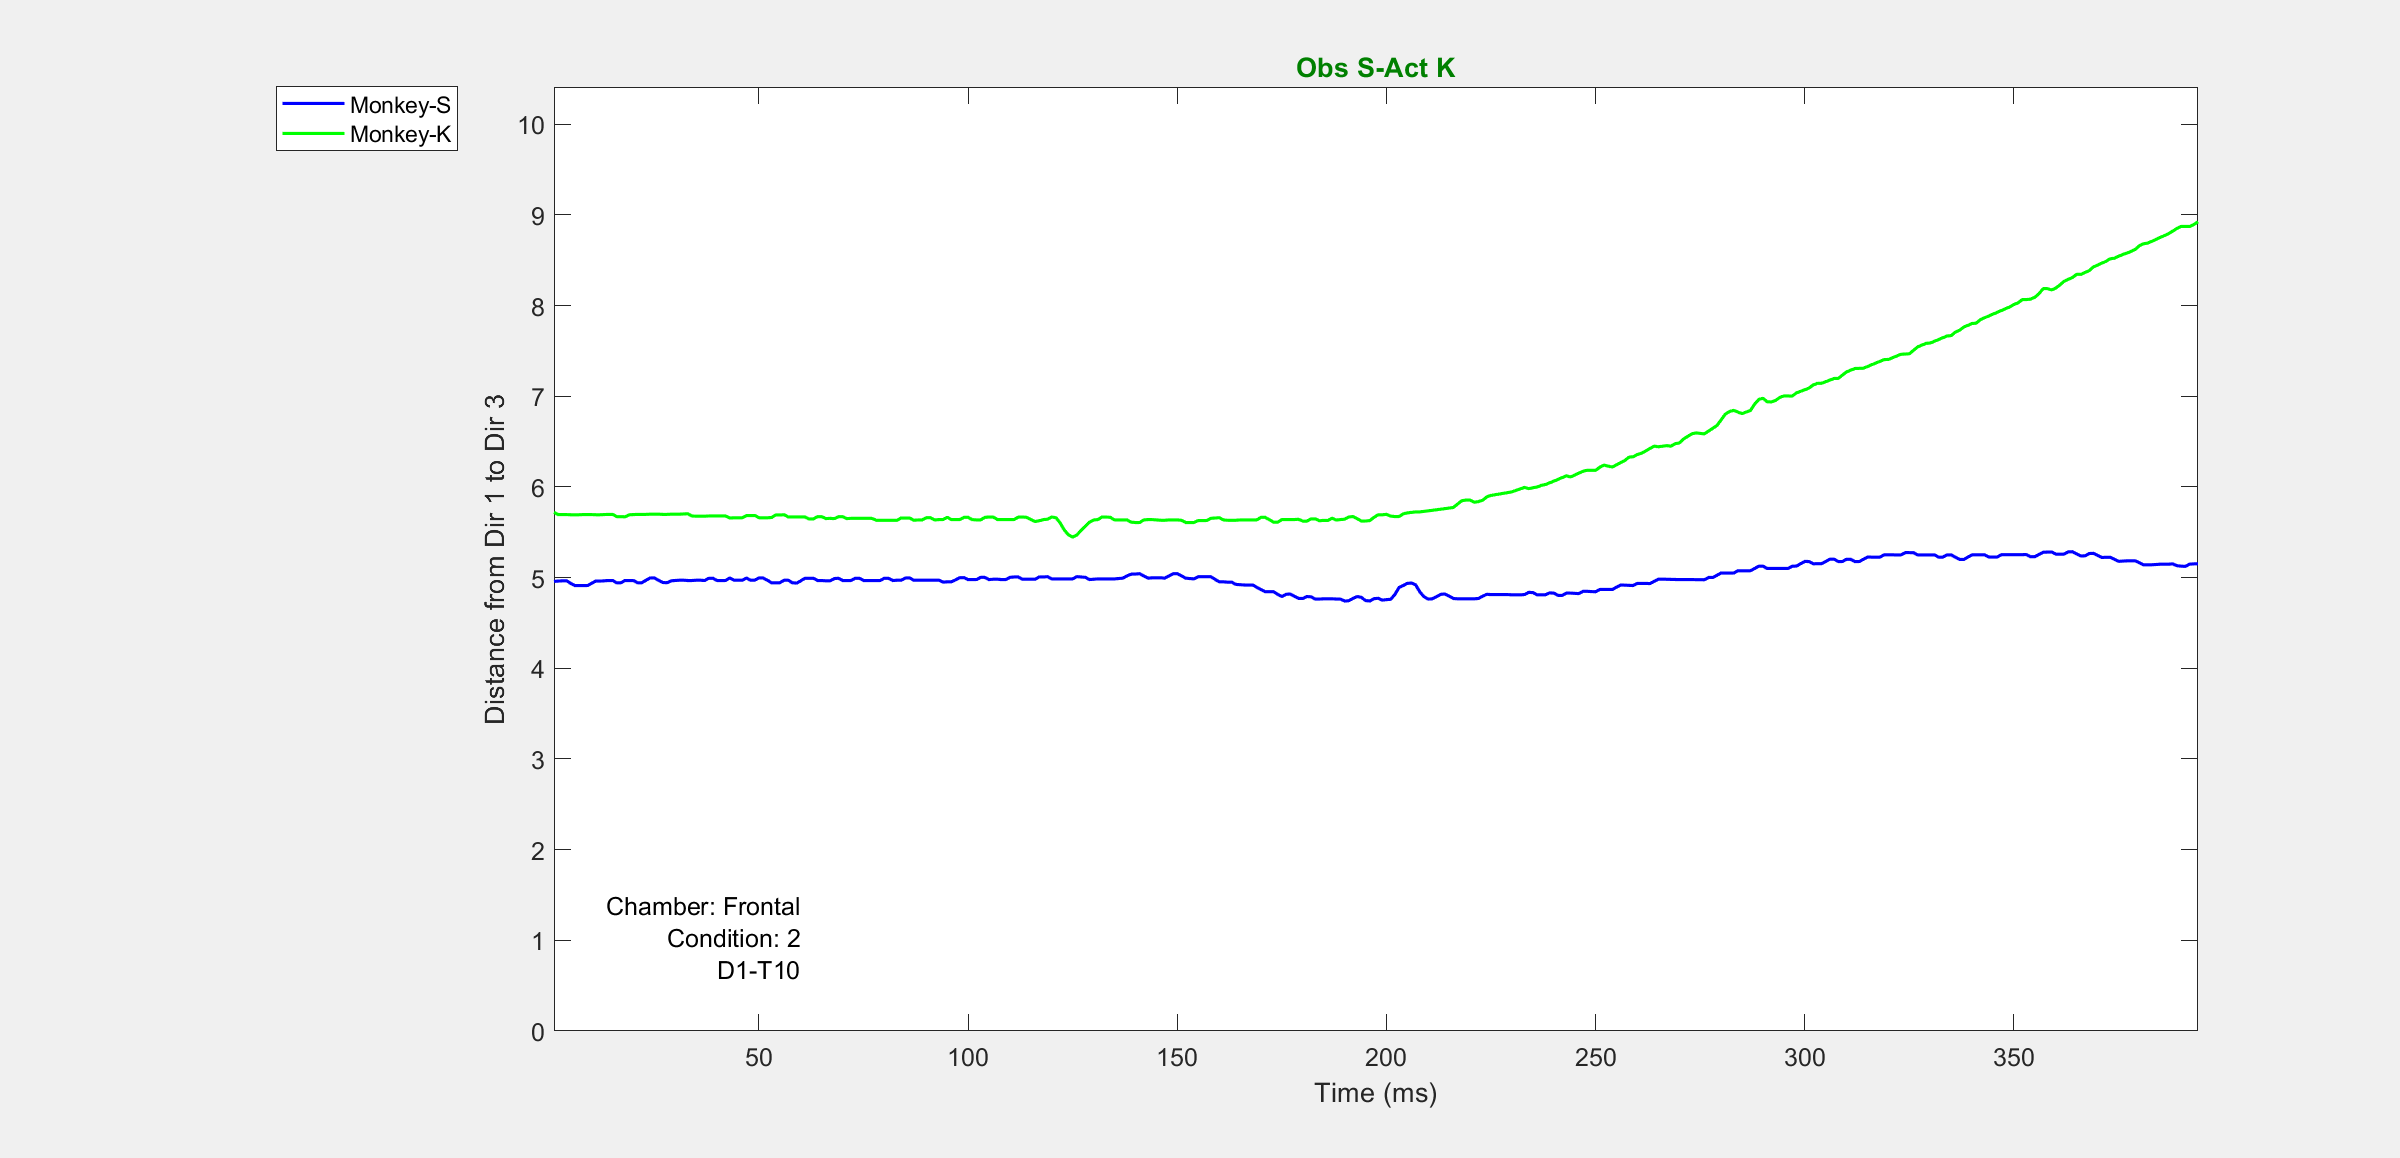 Obs S-Act K
Monkey-S
Monkey-K
10
9
8
7
6
5
4
3
2
1
0
Distance from Dir 1 to Dir 3
Chamber: Frontal
Condition: 2
D1-T10
50 100 150 200 250 300 350
Time (ms)